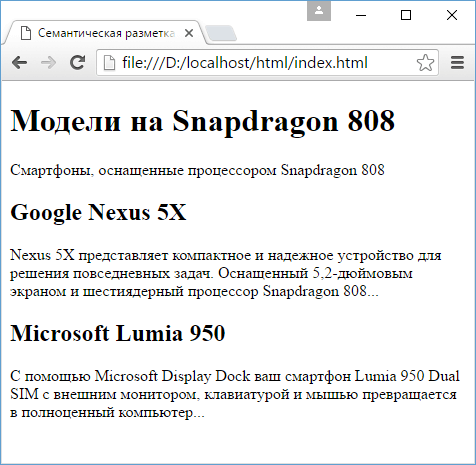 Семантическая разметка
file:///D:/localhost/html/index.html
Модели на Snapdragon 808
Смартфоны, оснащенные процессором Snapdragon 808
Google Nexus 5X
Nexus 5X представляет компактное и надежное устройство для
решения повседневных задач. Оснащенный 5,2-дюймовым
экраном и шестиядерный процессор Snapdragon 808...
Microsoft Lumia 950
С помощью Microsoft Display Dock ваш смартфон Lumia 950 Dual
SIM с внешним монитором, клавиатурой и мышью превращается
в полноценный компьютер...